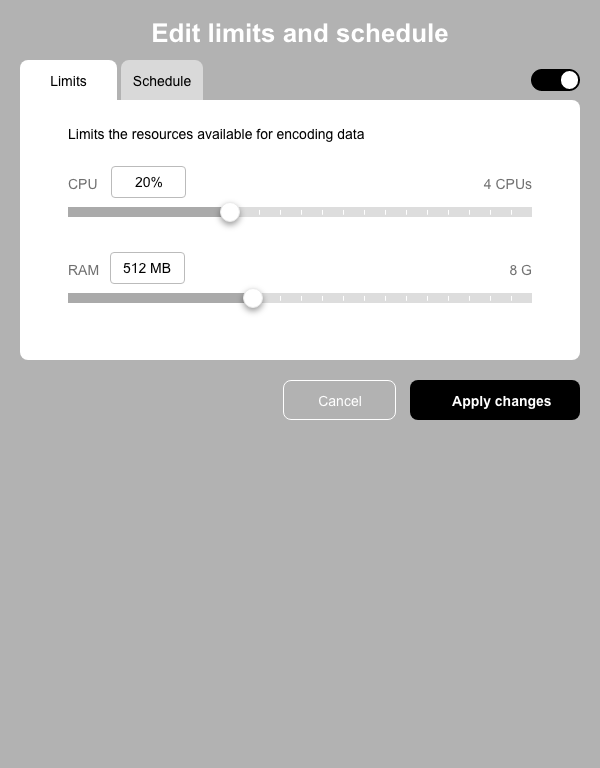 Edit limits and schedule
Limits
Schedule
Limits the resources available for encoding data
CPU
20%
4 CPUs
RAM
512 MB
8 G
Cancel
Apply changes